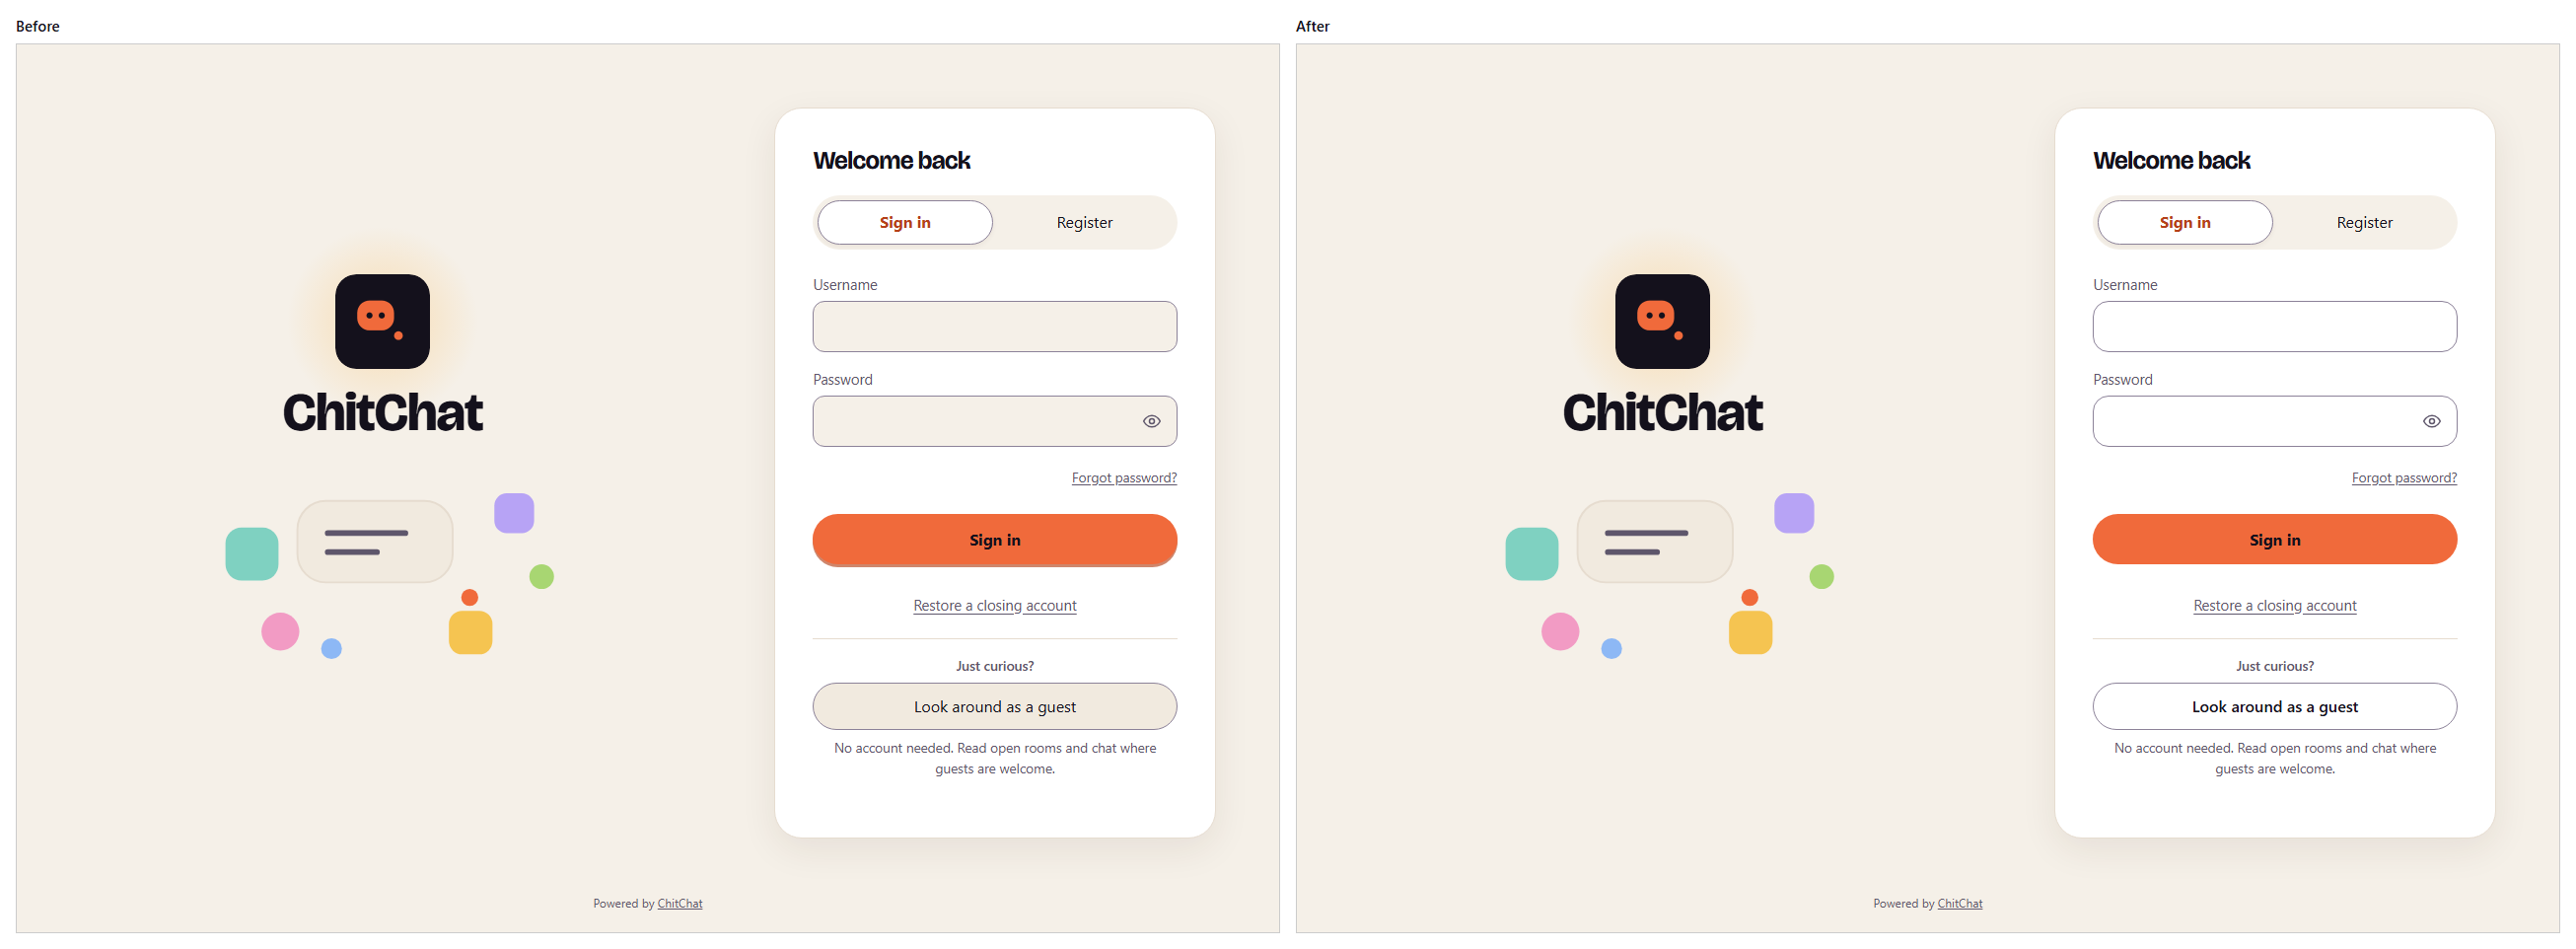 Before
Welcome back
Sign in
Register
Username
ChitChat
Password
Forgot password?
Sign in
Restore a closing account
Just curious?
Look around as a guest
No account needed. Read open rooms and chat where
guests are welcome.
Powered by ChitChat
After
Welcome back
Sign in
Register
Username
ChitChat
Password
Forgot password?
Sign in
Restore a closing account
Just curious?
Look around as a guest
No account needed. Read open rooms and chat where
guests are welcome.
Powered by ChitChat